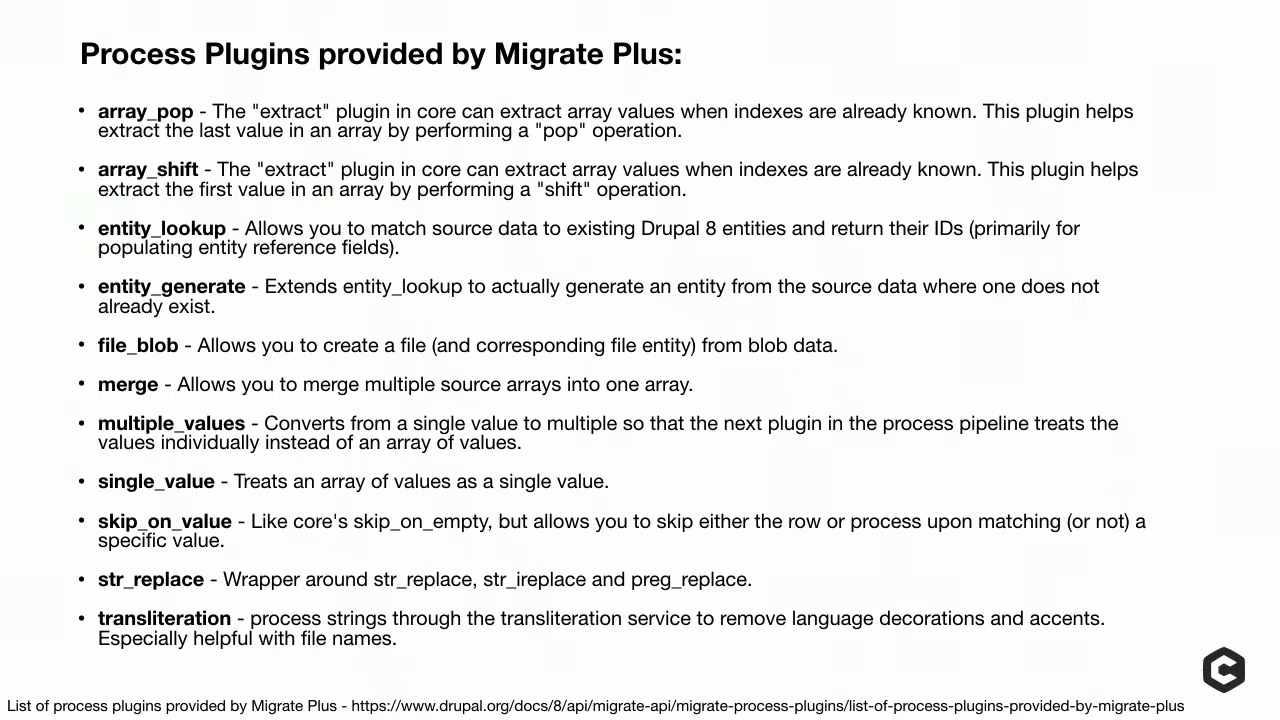 Process Plugins provided by Migrate Plus:
• array_pop - The "extract" plugin in core can extract array values when indexes are already known. This plugin helps
extract the last value in an array by performing a "pop" operation.
• array_shift - The "extract" plugin in core can extract array values when indexes are already known. This plugin helps
extract the first value in an array by performing a "shift" operation.
• entity_lookup - Allows you to match source data to existing Drupal 8 entities and return their IDs (primarily for
populating entity reference fields).
• entity_generate - Extends entity_lookup to actually generate an entity from the source data where one does not
already exist.
• file_blob - Allows you to create a file (and corresponding file entity) from blob data.
• merge - Allows you to merge multiple source arrays into one array.
• multiple_values - Converts from a single value to multiple so that the next plugin in the process pipeline treats the
values individually instead of an array of values.
• single_value - Treats an array of values as a single value.
• skip_on_value - Like core's skip_on_empty, but allows you to skip either the row or process upon matching (or not) a
specific value.
• str_replace - Wrapper around str_replace, str_ireplace and preg_replace.
• transliteration - process strings through the transliteration service to remove language decorations and accents.
Especially helpful with file names.
List of process plugins provided by Migrate Plus - https://www.drupal.org/docs/8/api/migrate-api/migrate-process-plugins/list-of-process-plugins-provided-by-migrate-plus